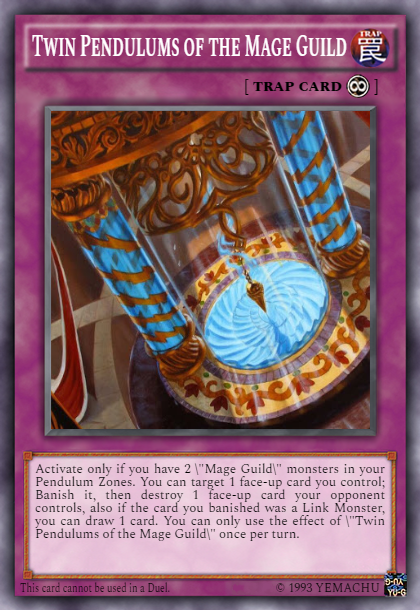 TWIN PENDULUMS OF THE MAGE GUILD
TRAP
罠
[ TRAP CARD ]
Activate only if you have 2 \"Mage Guild\" monsters in your
Pendulum Zones. You can target 1 face-up card you control;
Banish it, then destroy 1 face-up card your opponent
controls, also if the card you banished was a Link Monster,
you can draw 1 card. You can only use the effect of \"Twin
Pendulums of the Mage Guild\" once per turn.
This card cannot be used in a Duel.
© 1993 YEMACHU